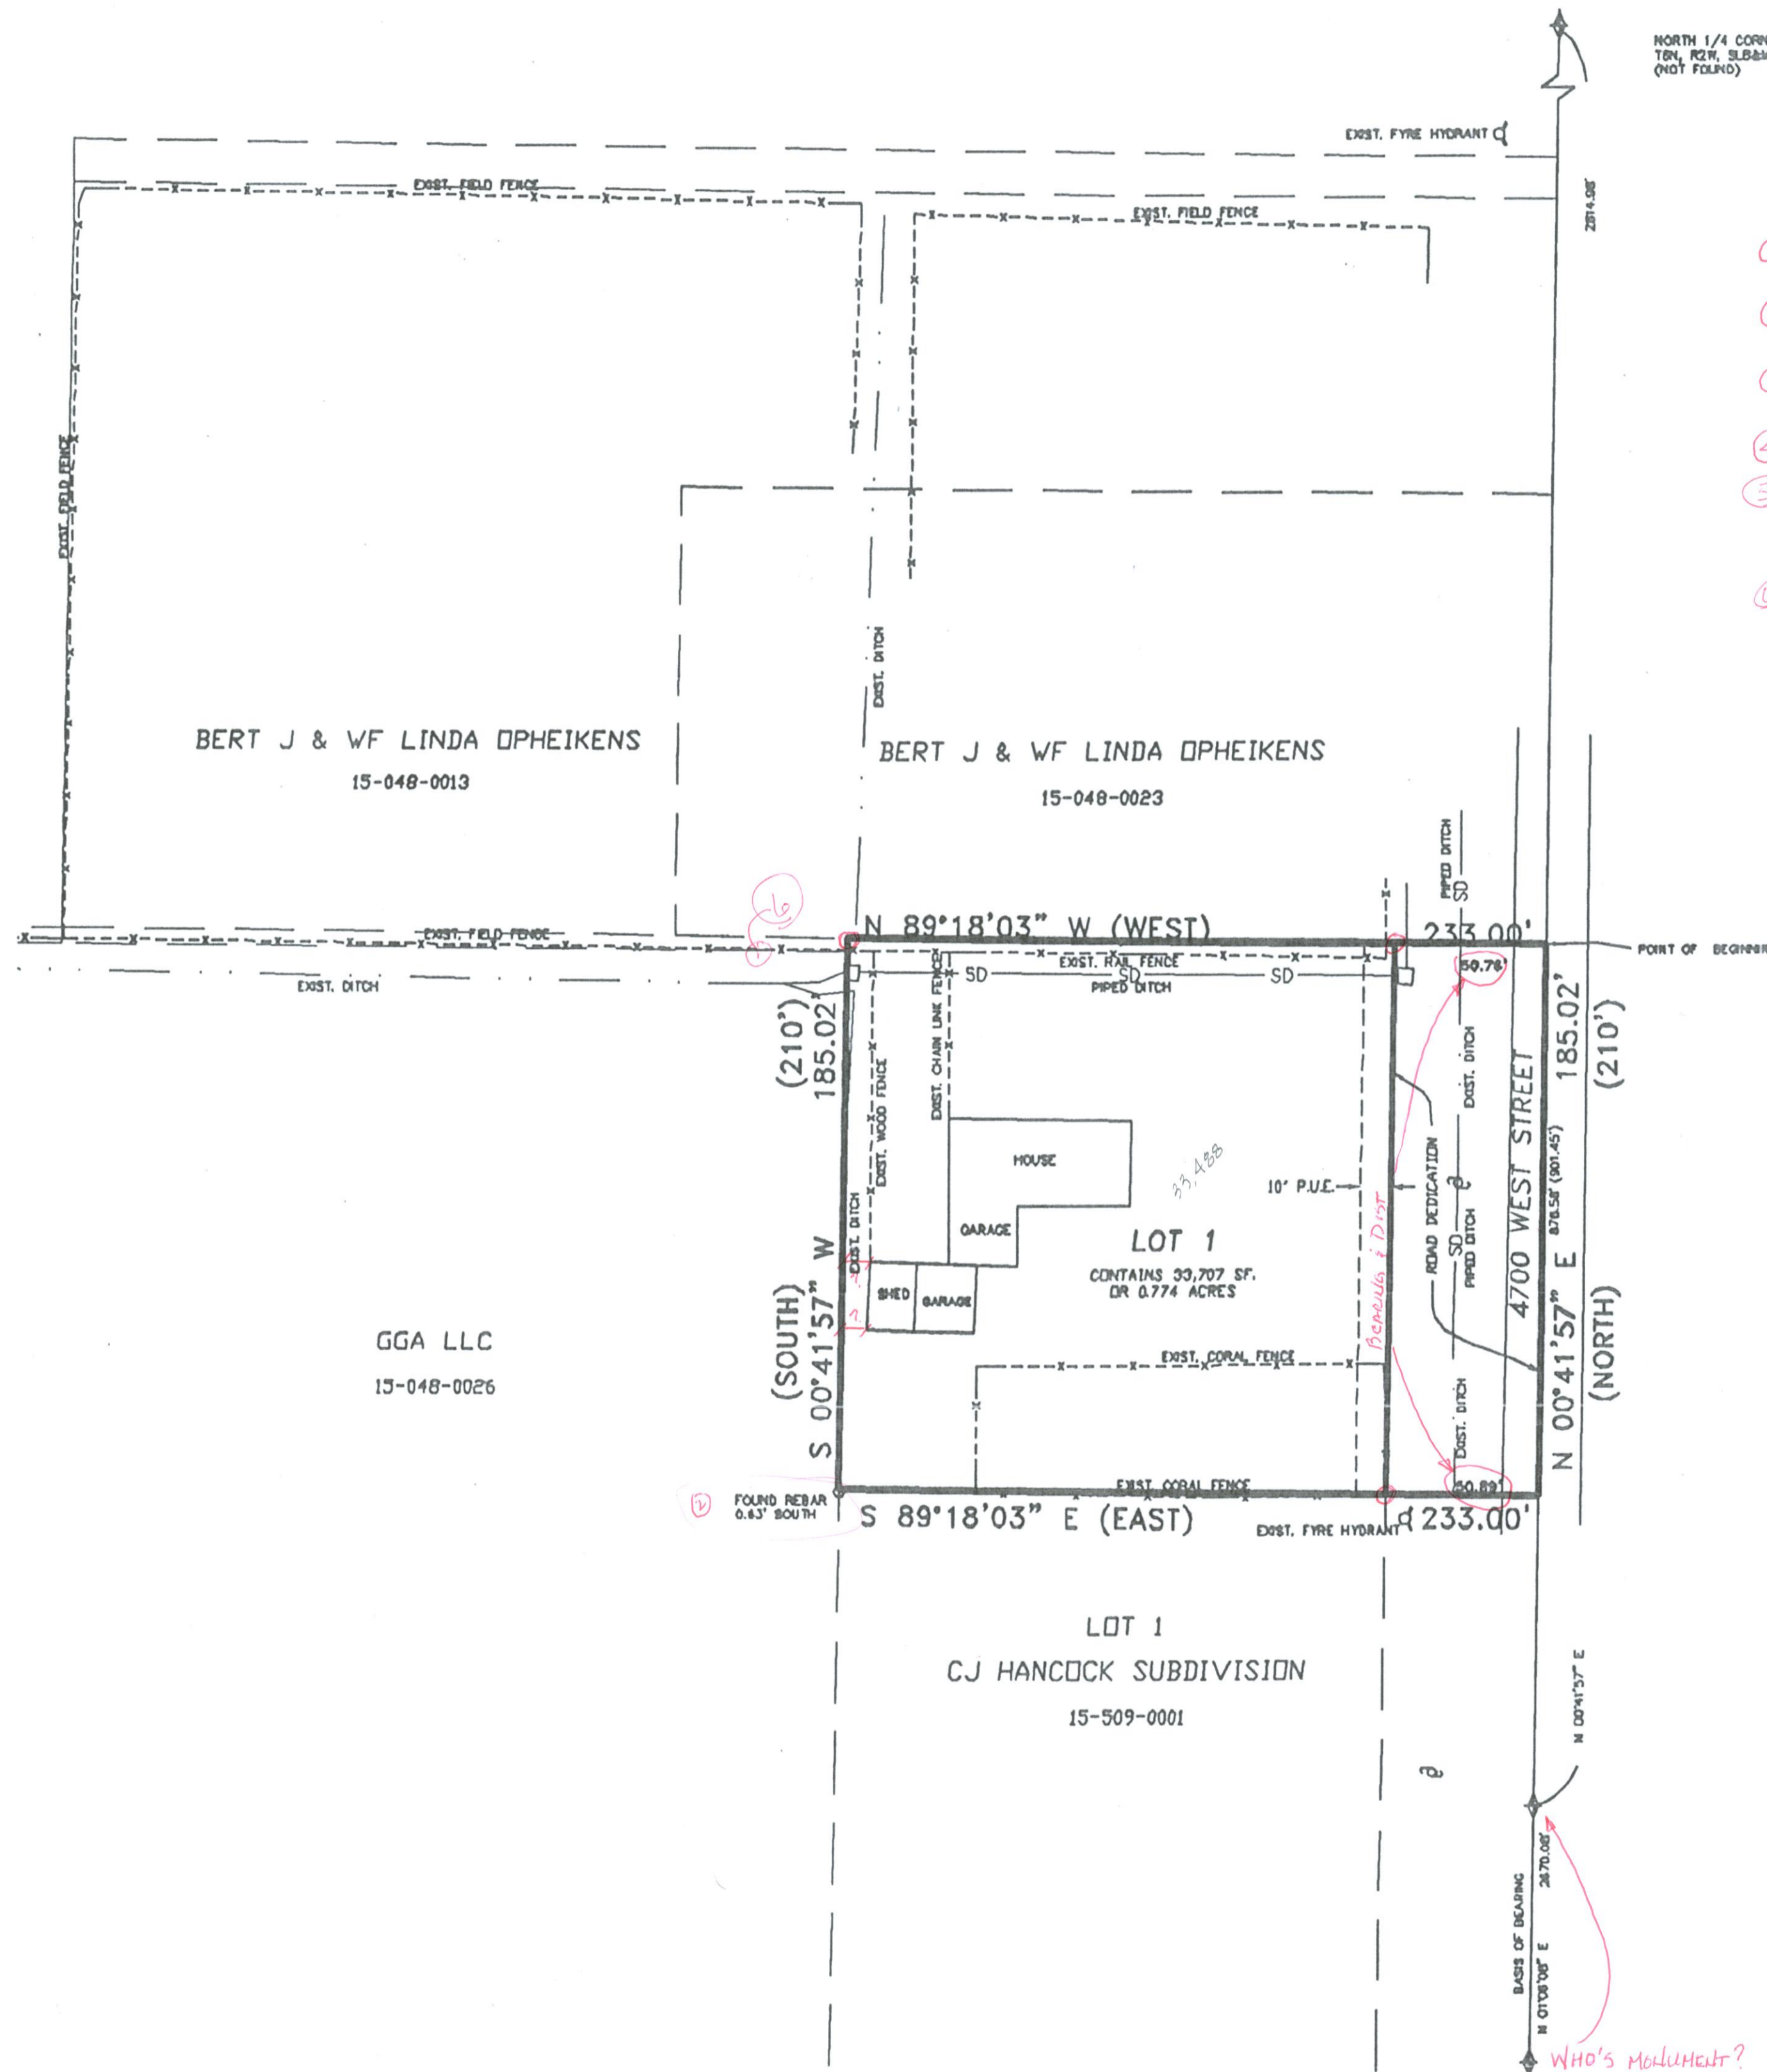 NORTH 1/4 CORN
T6N, R2W, SLB&M
(NOT FOUND)
EXIST. FYRE HYDRANT
2614.98'
EXIST. FIELD FENCE
EXIST. FIELD FENCE
EXIST. FIELD FENCE
EXIST. DITCH
BERT J & WF LINDA OPHEIKENS
15-048-0013
BERT J & WF LINDA OPHEIKENS
15-048-0023
PIPED DITCH
SD
6
N 89°18'03" W (WEST)
233.00'
POINT OF BEGINNIN
EXIST. FIELD FENCE
EXIST. RAIL FENCE
50.76'
SD
SD
SD
PIPED DITCH
EXIST. DITCH
(210')
185.02'
S 00°41'57" W
(SOUTH)
EXIST. WOOD FENCE
EXIST. CHAIN LINK FENCE
EXIST. DITCH
HOUSE
GARAGE
SHED
GARAGE
33,488
LOT 1
CONTAINS 33,707 SF.
OR 0.774 ACRES
10' P.U.E.
BEARING & DIST
ROAD DEDICATION
EXIST. DITCH
SD
PIPED DITCH
EXIST. DITCH
4700 WEST STREET
876.58' (901.45')
185.02'
(210')
N 00°41'57" E
(NORTH)
?
?
GGA LLC
15-048-0026
EXIST. CORAL FENCE
EXIST. CORAL FENCE
50.89'
2
FOUND REBAR
0.63' SOUTH
S 89°18'03" E (EAST)
EXIST. FYRE HYDRANT
233.00'
LOT 1
CJ HANCOCK SUBDIVISION
15-509-0001
N 00°41'57" E
BASIS OF BEARING
N 01°08'08" E
2670.08'
WHO'S MONUMENT?